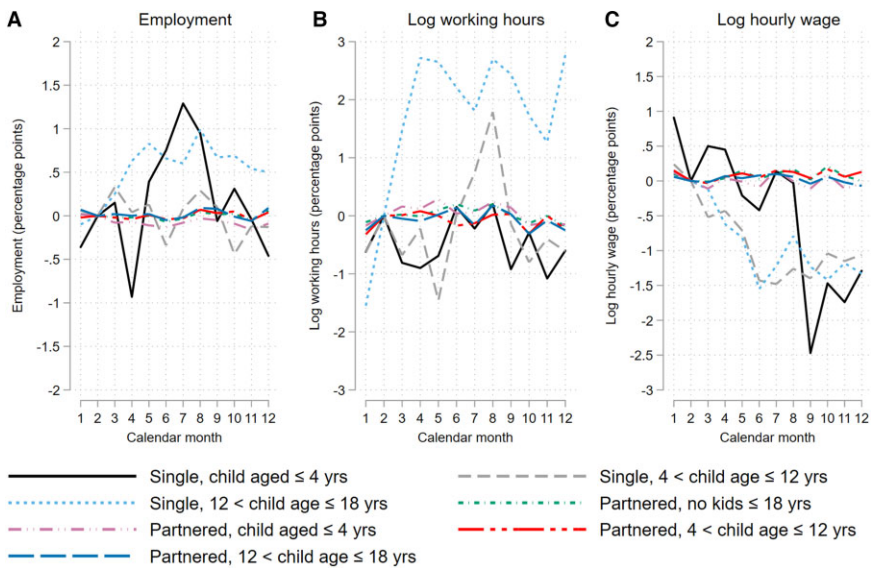 A Employment
B Log working hours
C Log hourly wage
Employment (percentage points)
2
1.5
1
.5
0
-.5
-1
-1.5
-2
1 2 3 4 5 6 7 8 9 10 11 12
Calendar month
Log working hours (percentage points)
3
2
1
0
-1
-2
-3
1 2 3 4 5 6 7 8 9 10 11 12
Calendar month
Log hourly wage (percentage points)
2
1.5
1
.5
0
-.5
-1
-1.5
-2
-2.5
-3
1 2 3 4 5 6 7 8 9 10 11 12
Calendar month
Single, child aged ≤ 4 yrs
Single, 4 < child age ≤ 12 yrs
Single, 12 < child age ≤ 18 yrs
Partnered, no kids ≤ 18 yrs
Partnered, child aged ≤ 4 yrs
Partnered, 4 < child age ≤ 12 yrs
Partnered, 12 < child age ≤ 18 yrs